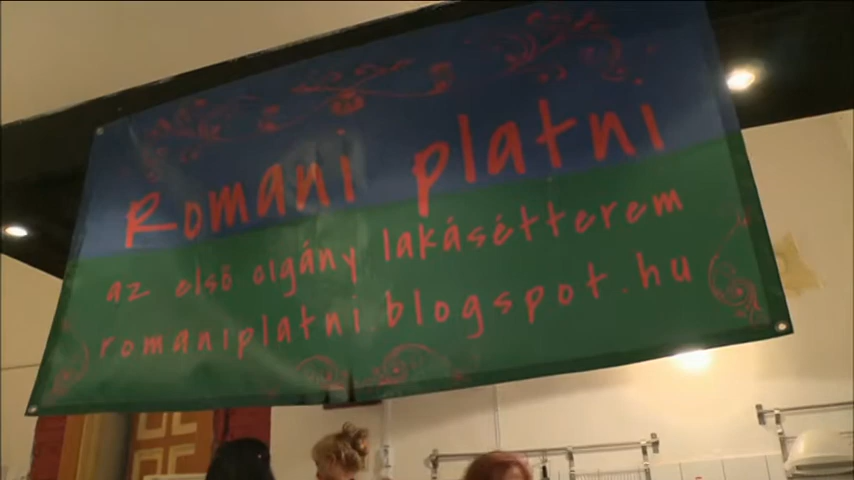 Romani platni
az első cigány lakásétterem
romaniplatni.blogspot.hu